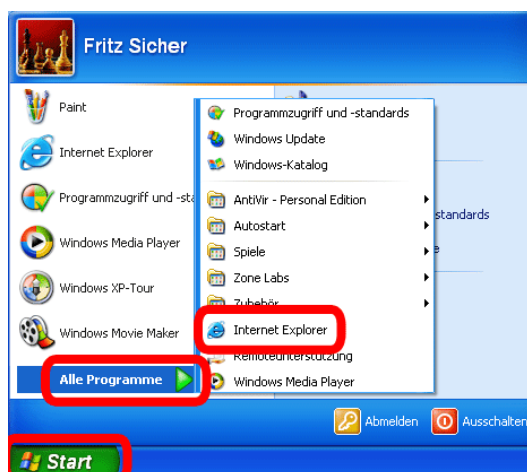 Fritz Sicher
Paint
Internet Explorer
Programmzugriff und -sta
Windows Media Player
Windows XP-Tour
Windows Movie Maker
Alle Programme
Programmzugriff und -standards
Windows Update
Windows-Katalog
AntiVir - Personal Edition
Autostart
Spiele
Zone Labs
Zubehör
Internet Explorer
Remoteunterstützung
Windows Media Player
standards
Abmelden
Ausschalten
Start